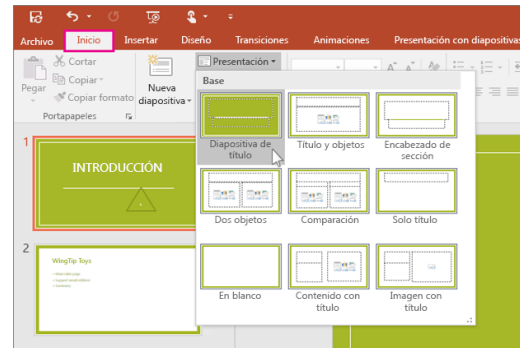 Archivo Inicio Insertar Diseño Transiciones Animaciones Presentación con diapositivas
Pegar
Cortar
Copiar
Copiar formato
Portapapeles
Nueva
diapositiva
Presentación
Base
Diapositiva de
título
Título y objetos
Encabezado de
sección
Dos objetos
Comparación
Solo título
En blanco
Contenido con
título
Imagen con
título
1
INTRODUCCIÓN
2
WingTip Toys